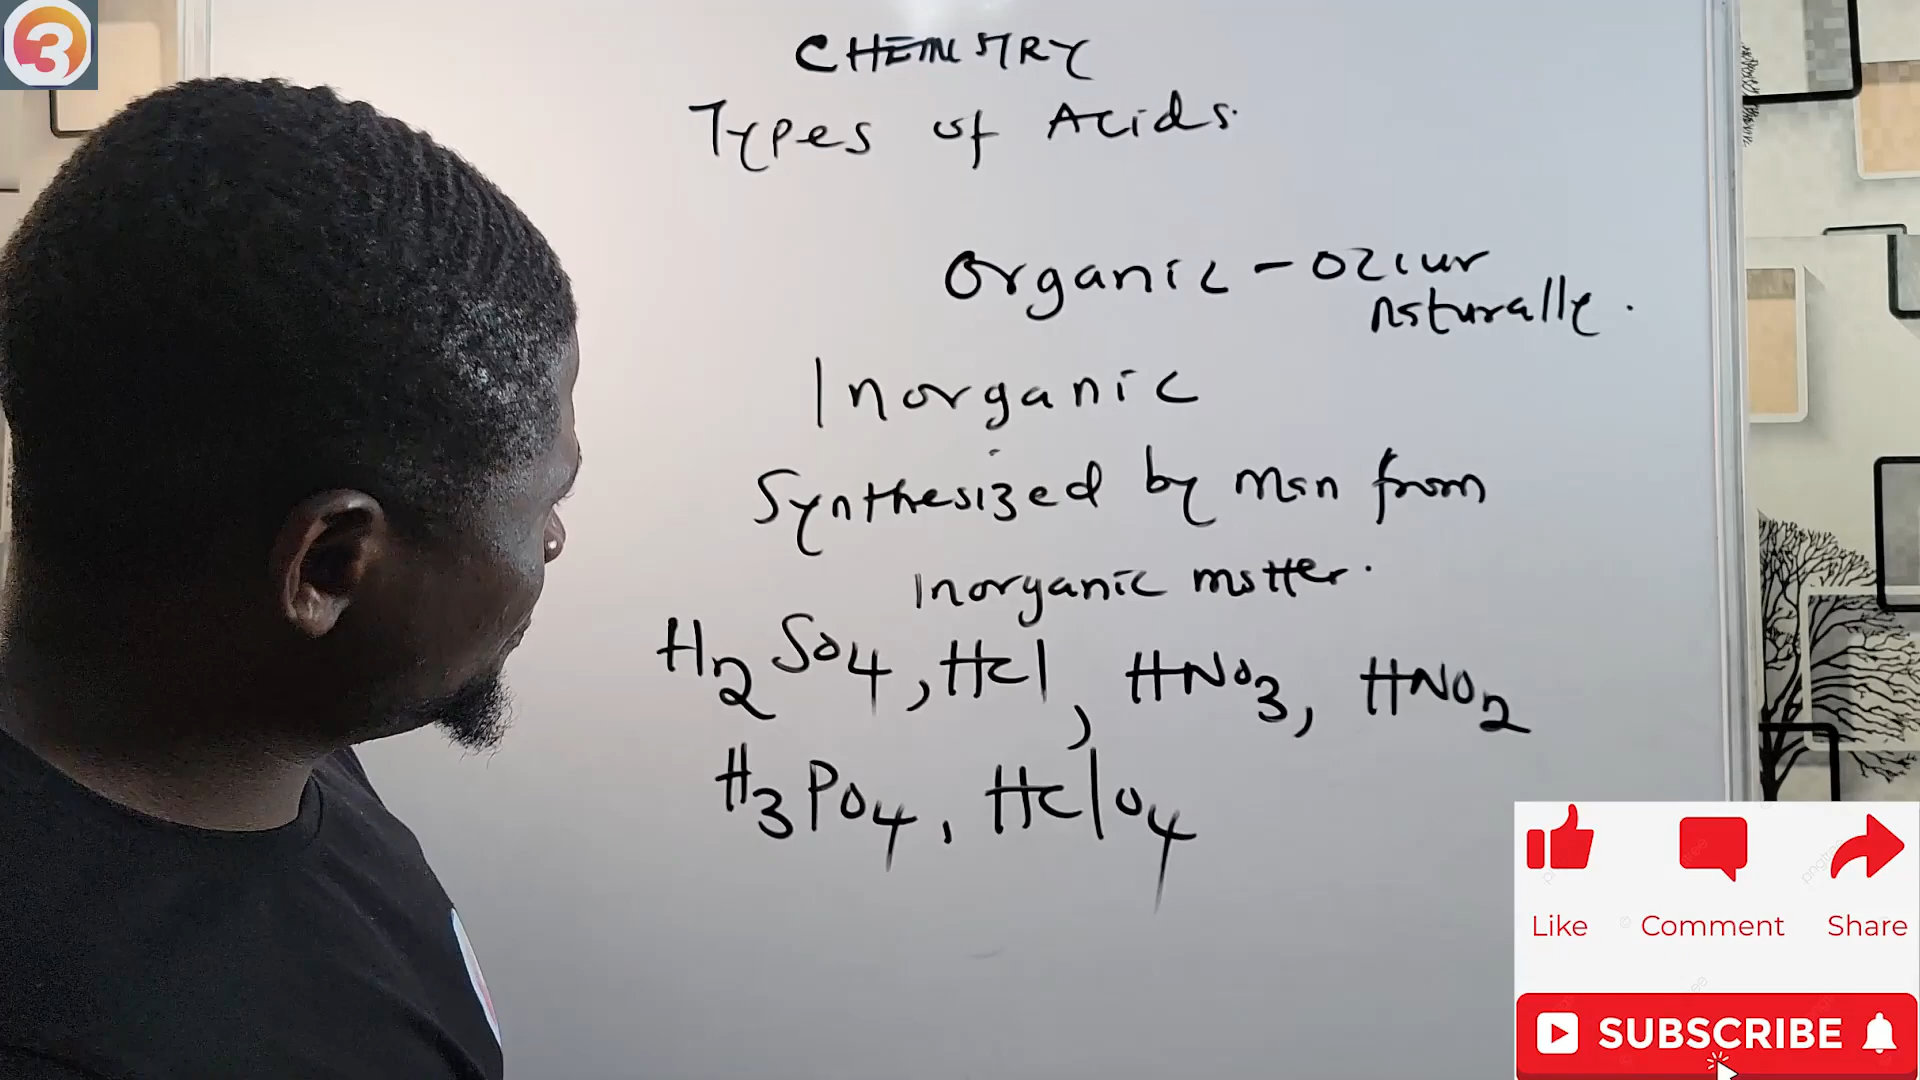 3
CHEMISTRY
Types of Acids.
Organic - occur
naturally.
Inorganic
Synthesized by man from
inorganic matter.
H2SO4, HCl, HNO3, HNO2
H3PO4, HClO4
Like Comment Share
SUBSCRIBE